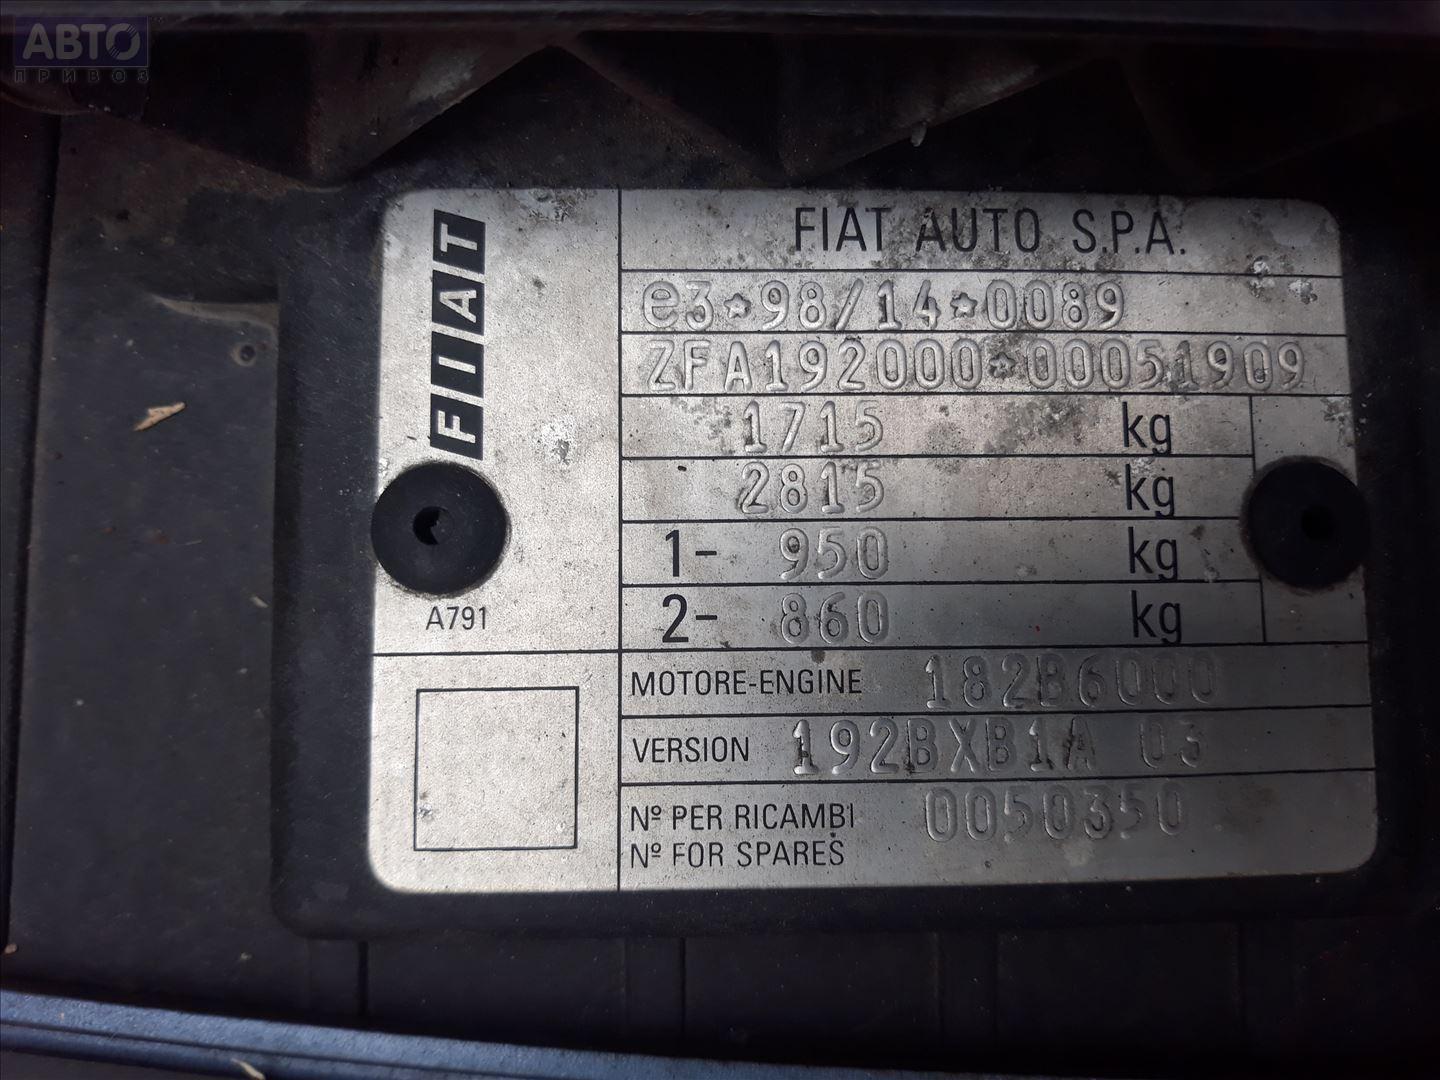 АВТО
ПРИВОЗ
FIAT
FIAT AUTO S.P.A.
e3*98/14*0089
ZFA192000*00051909
1715 kg
2815 kg
1- 950 kg
2- 860 kg
A791
MOTORE-ENGINE 182B6000
VERSION 192BXB1A 03
Nº PER RICAMBI 0050350
Nº FOR SPARES